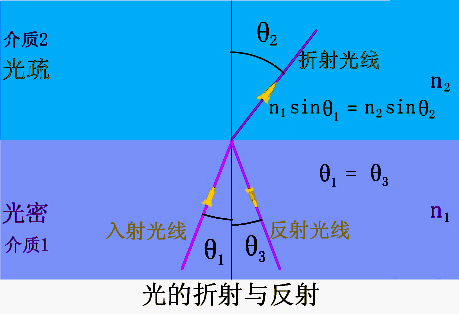 介质2
光疏
θ2
折射光线
n2
n1sinθ1 = n2sinθ2
θ1 = θ3
光密
介质1
入射光线
反射光线
n1
θ1
θ3
光的折射与反射